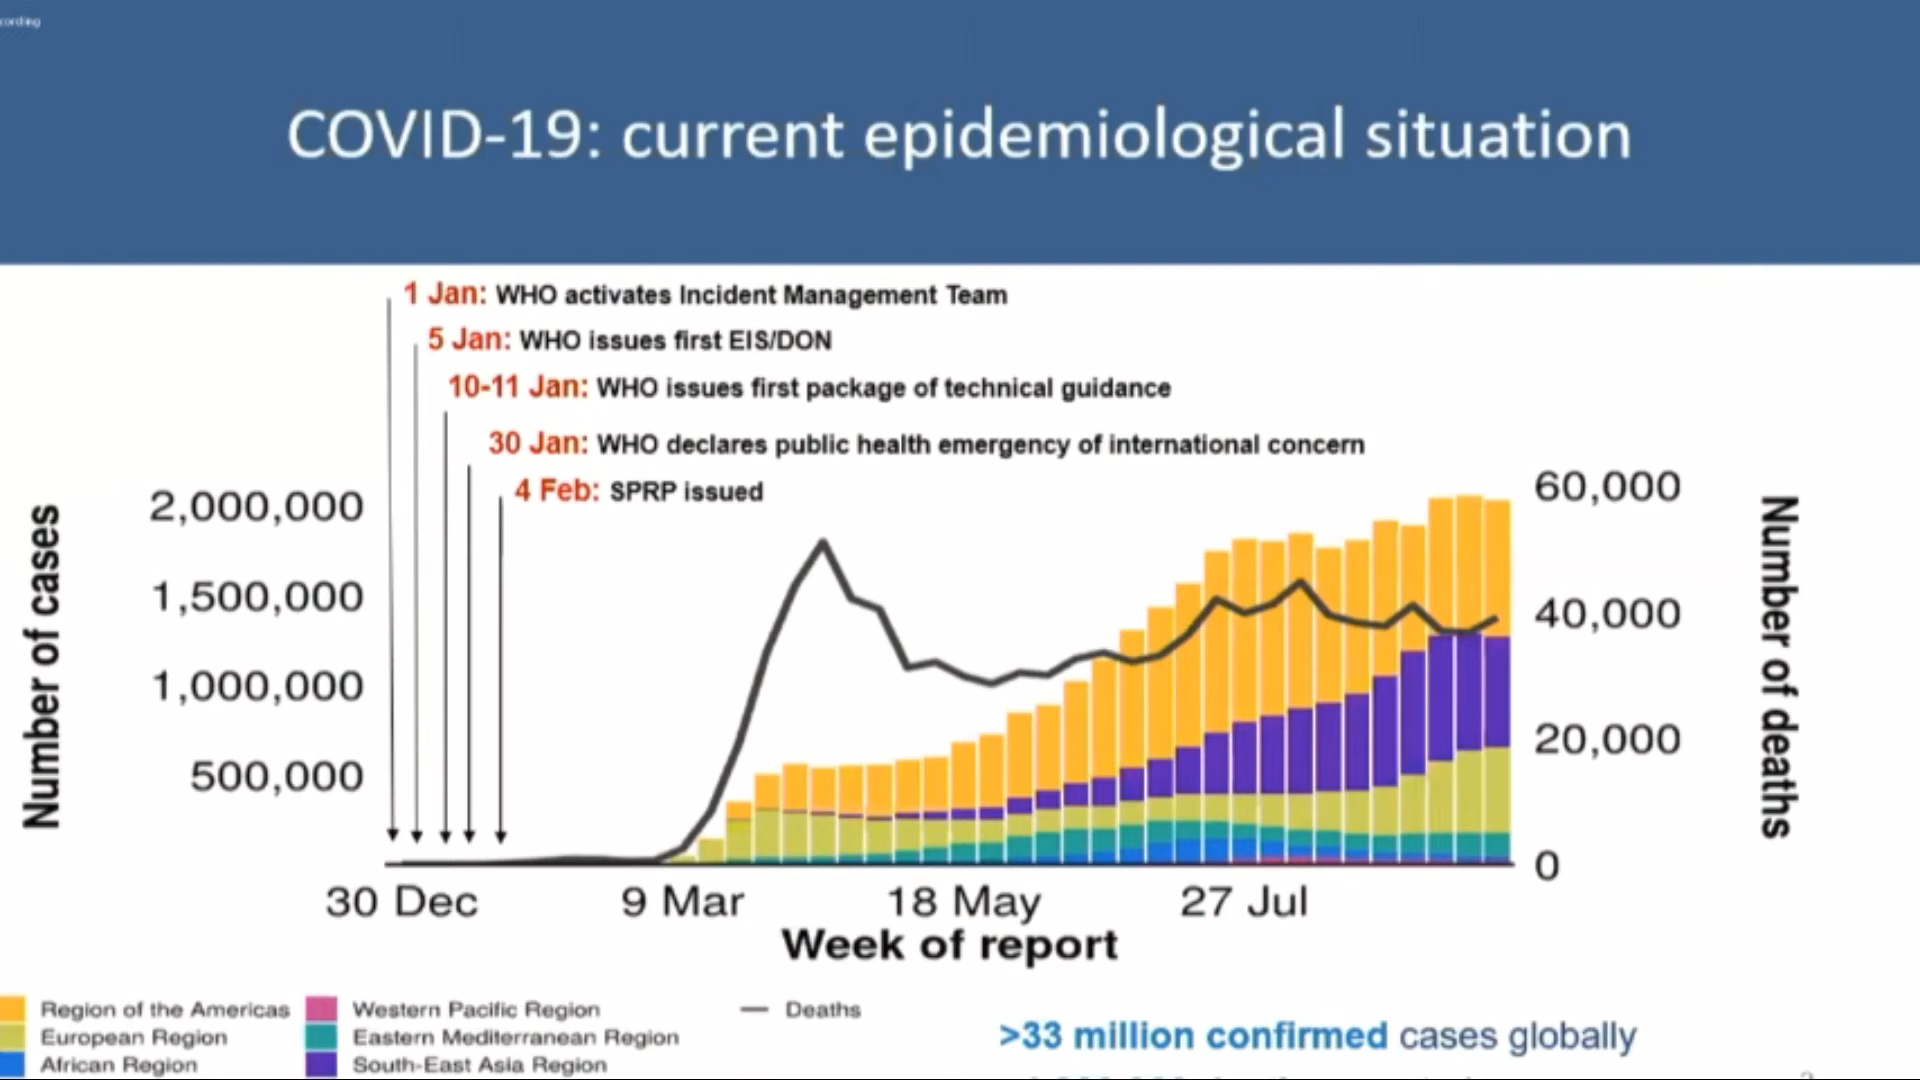 cording
COVID-19: current epidemiological situation
1 Jan: WHO activates Incident Management Team
5 Jan: WHO issues first EIS/DON
10-11 Jan: WHO issues first package of technical guidance
30 Jan: WHO declares public health emergency of international concern
4 Feb: SPRP issued
Number of cases
2,000,000
1,500,000
1,000,000
500,000
60,000
40,000
20,000
0
Number of deaths
30 Dec
9 Mar
18 May
27 Jul
Week of report
Region of the Americas
European Region
African Region
Western Pacific Region
Eastern Mediterranean Region
South-East Asia Region
Deaths
>33 million confirmed cases globally